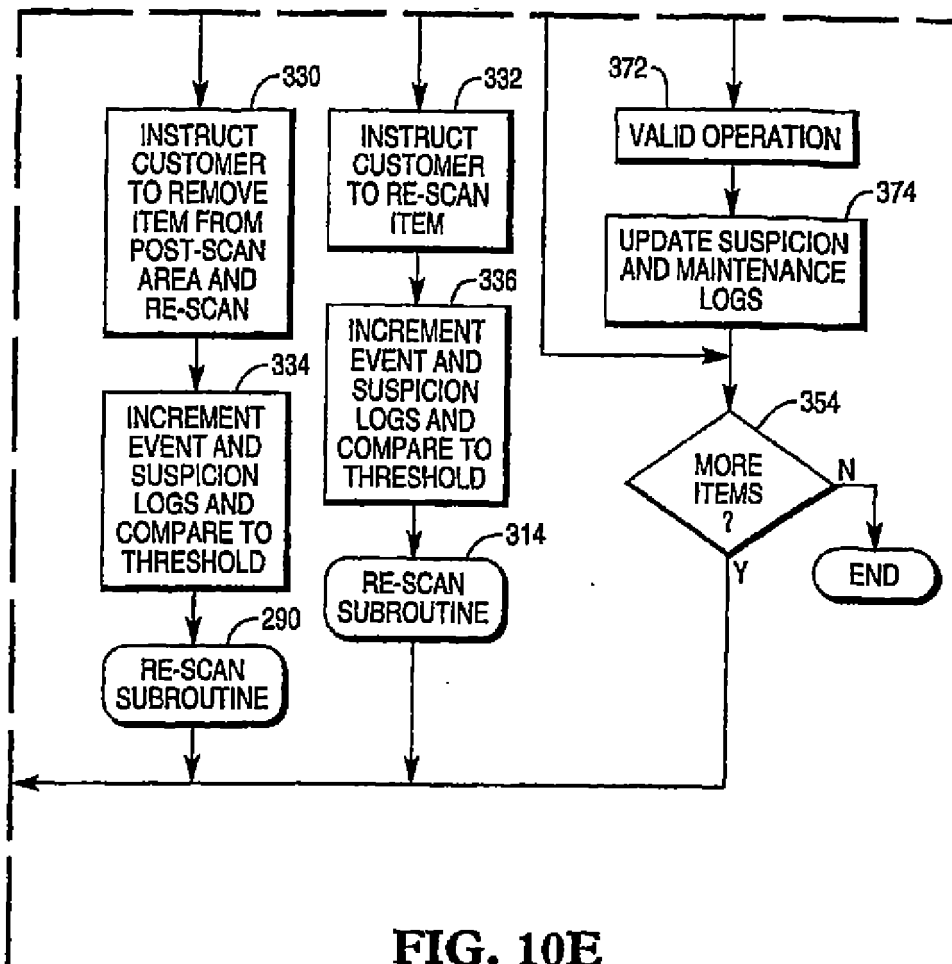 330
INSTRUCT
CUSTOMER
TO REMOVE
ITEM FROM
POST-SCAN
AREA AND
RE-SCAN
334
INCREMENT
EVENT AND
SUSPICION
LOGS AND
COMPARE TO
THRESHOLD
290
RE-SCAN
SUBROUTINE
332
INSTRUCT
CUSTOMER
TO RE-SCAN
ITEM
336
INCREMENT
EVENT AND
SUSPICION
LOGS AND
COMPARE TO
THRESHOLD
314
RE-SCAN
SUBROUTINE
372
VALID OPERATION
374
UPDATE SUSPICION
AND MAINTENANCE
LOGS
354
MORE
ITEMS
?
N
Y
END
FIG. 10E